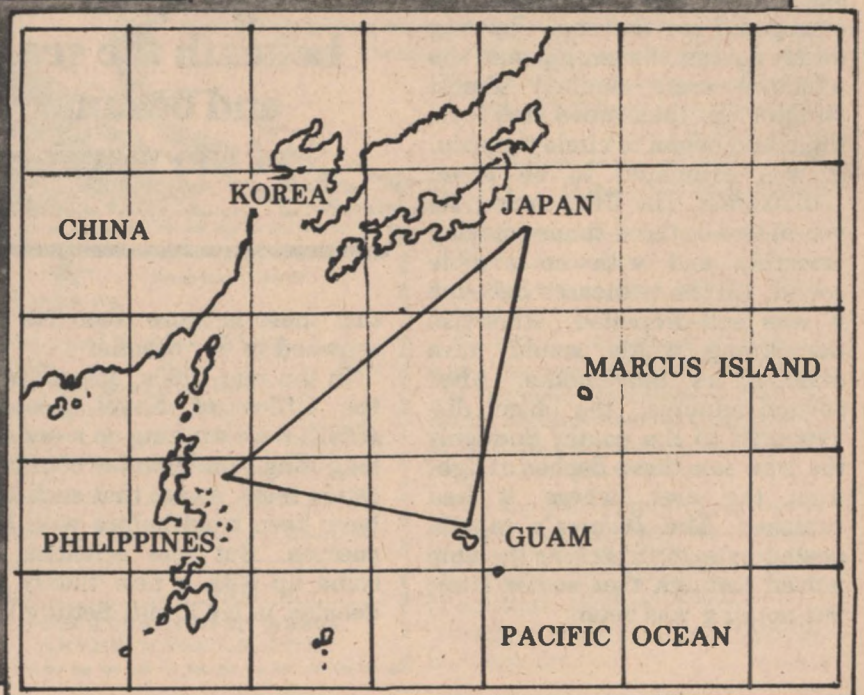 KOREA
CHINA
JAPAN
MARCUS ISLAND
PHILIPPINES
GUAM
PACIFIC OCEAN